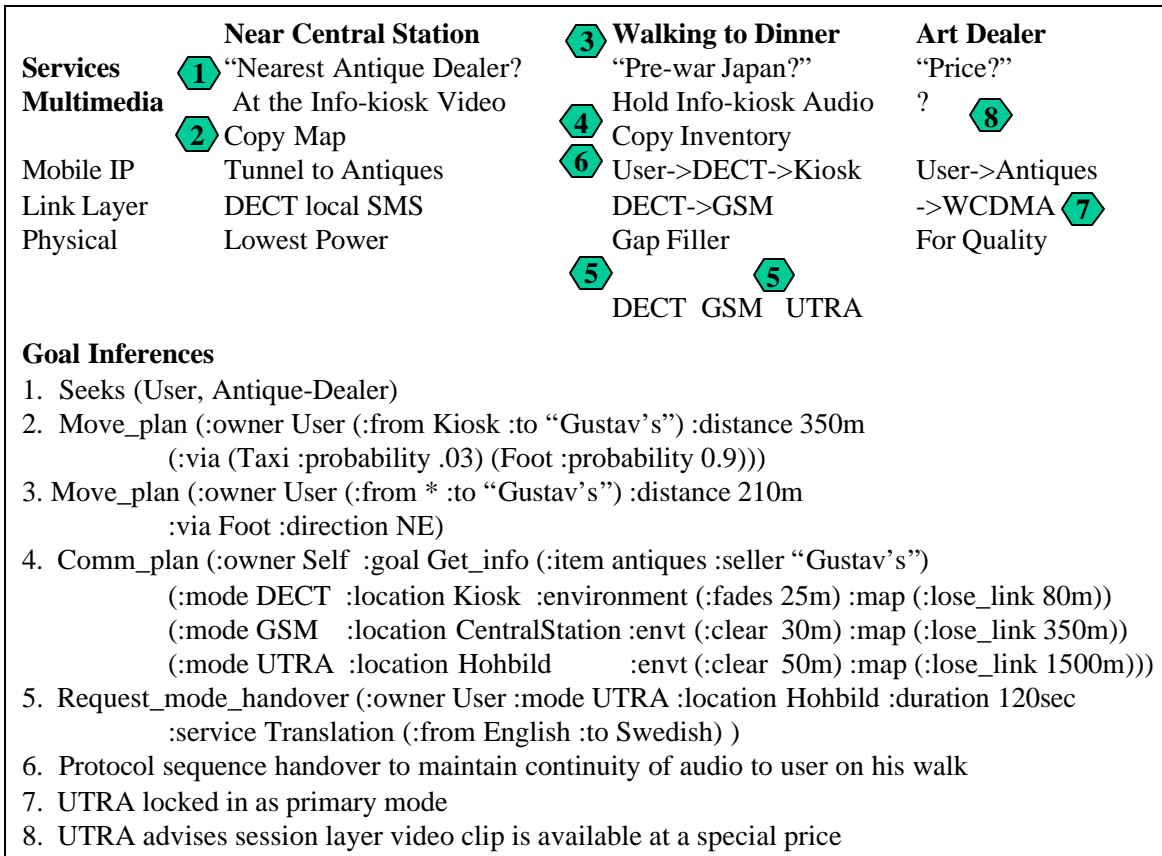 Near Central Station 3 Walking to Dinner Art Dealer
Services 1 “Nearest Antique Dealer? “Pre-war Japan?” “Price?”
Multimedia At the Info-kiosk Video Hold Info-kiosk Audio ? 8
2 Copy Map 4 Copy Inventory
Mobile IP Tunnel to Antiques 6 User->DECT->Kiosk User->Antiques
Link Layer DECT local SMS DECT->GSM ->WCDMA 7
Physical Lowest Power Gap Filler For Quality
5 5
DECT GSM UTRA
Goal Inferences
1. Seeks (User, Antique-Dealer)
2. Move_plan (:owner User (:from Kiosk :to “Gustav’s”) :distance 350m
(:via (Taxi :probability .03) (Foot :probability 0.9)))
3. Move_plan (:owner User (:from * :to “Gustav’s”) :distance 210m
:via Foot :direction NE)
4. Comm_plan (:owner Self :goal Get_info (:item antiques :seller “Gustav’s”)
(:mode DECT :location Kiosk :environment (:fades 25m) :map (:lose_link 80m))
(:mode GSM :location CentralStation :envt (:clear 30m) :map (:lose_link 350m))
(:mode UTRA :location Hohbild :envt (:clear 50m) :map (:lose_link 1500m)))
5. Request_mode_handover (:owner User :mode UTRA :location Hohbild :duration 120sec
:service Translation (:from English :to Swedish) )
6. Protocol sequence handover to maintain continuity of audio to user on his walk
7. UTRA locked in as primary mode
8. UTRA advises session layer video clip is available at a special price